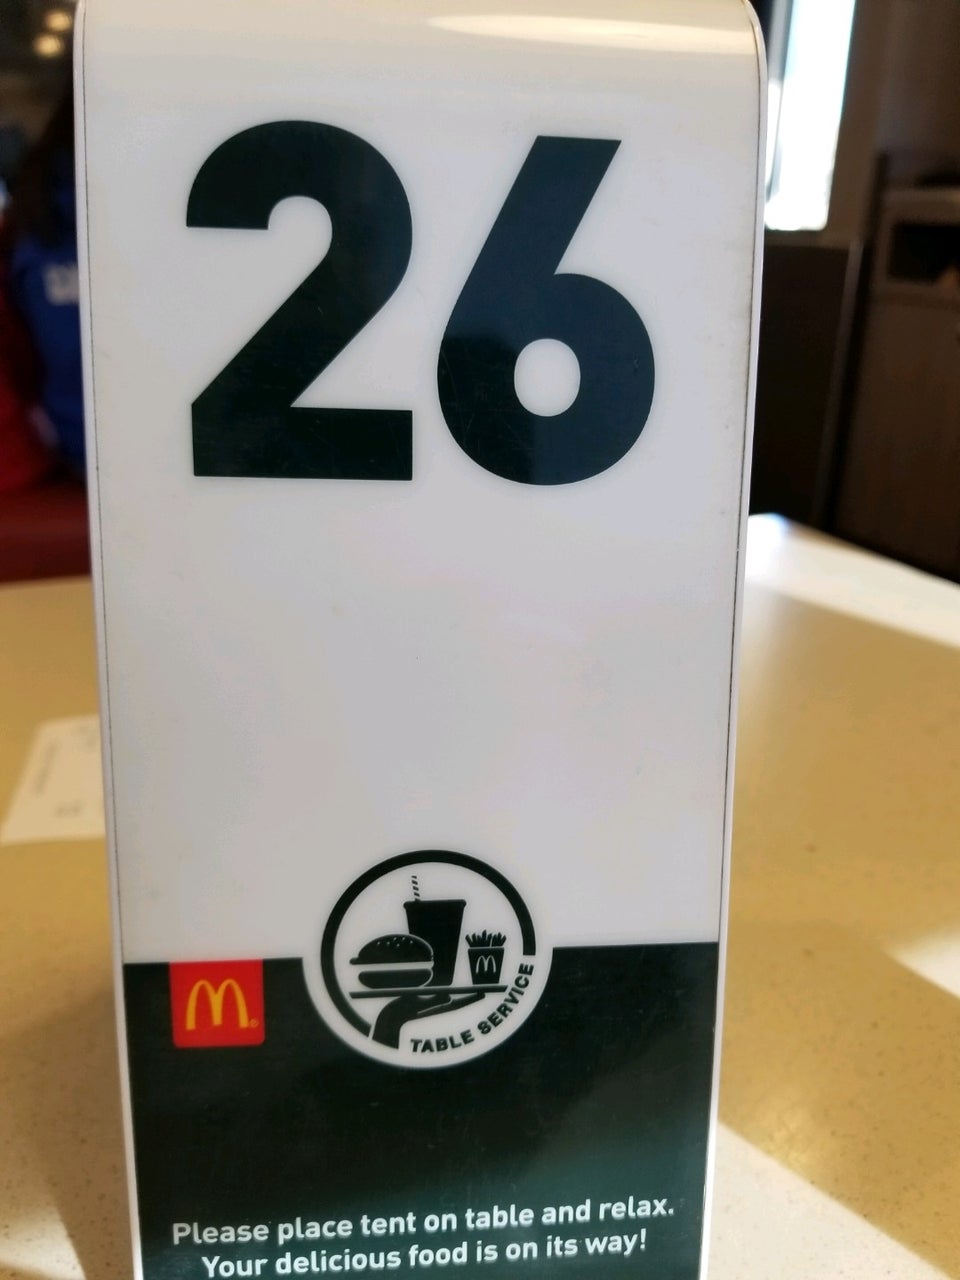 26
TABLE SERVICE
Please place tent on table and relax.
Your delicious food is on its way!